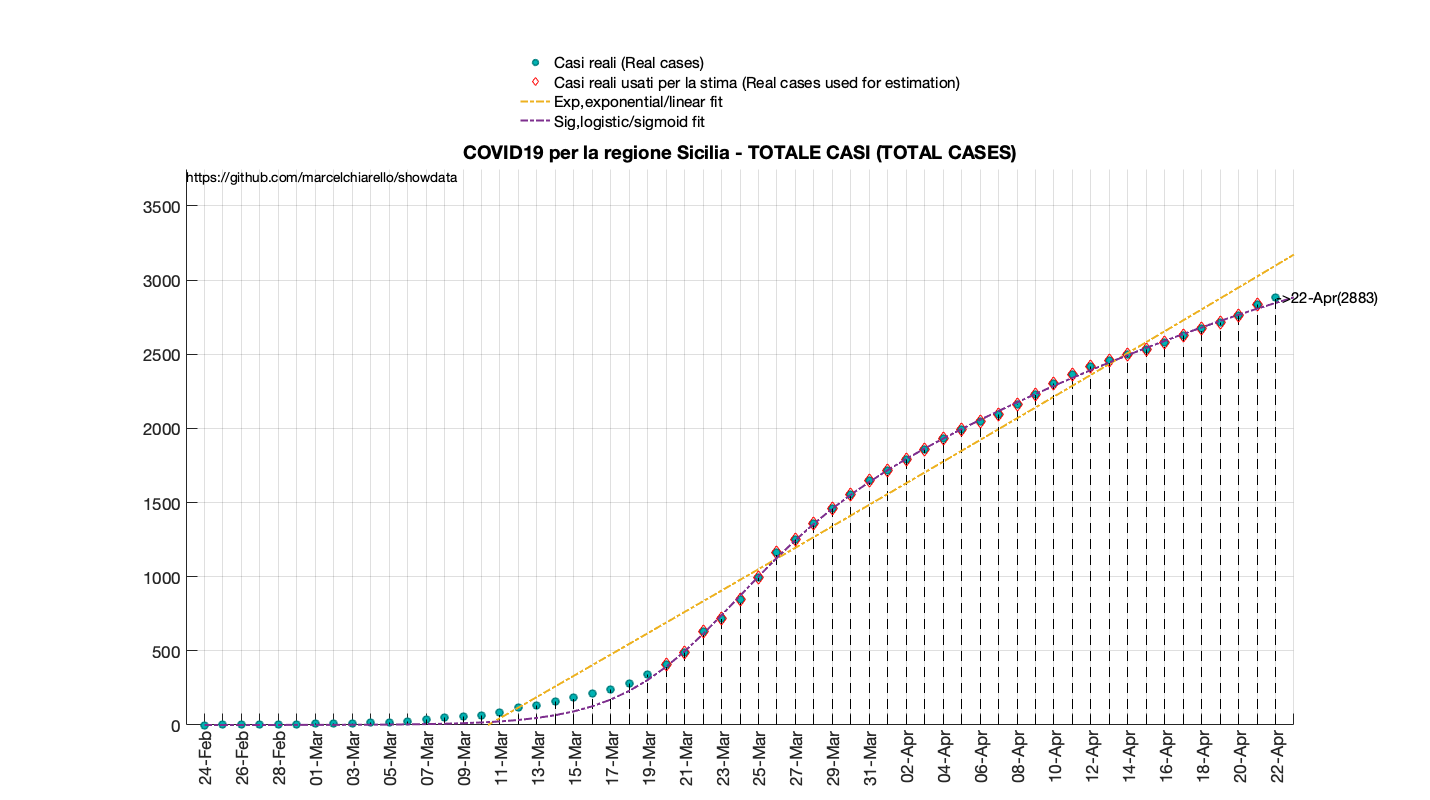 Casi reali (Real cases)
Casi reali usati per la stima (Real cases used for estimation)
Exp,exponential/linear fit
Sig,logistic/sigmoid fit
COVID19 per la regione Sicilia - TOTALE CASI (TOTAL CASES)
https://github.com/marcelchiarello/showdata
3500
3000
->22-Apr(2883)
2500
2000
1500
1000
500
0
24-Feb
26-Feb
28-Feb
01-Mar
03-Mar
05-Mar
07-Mar
09-Mar
11-Mar
13-Mar
15-Mar
17-Mar
19-Mar
21-Mar
23-Mar
25-Mar
27-Mar
29-Mar
31-Mar
02-Apr
04-Apr
06-Apr
08-Apr
10-Apr
12-Apr
14-Apr
16-Apr
18-Apr
20-Apr
22-Apr